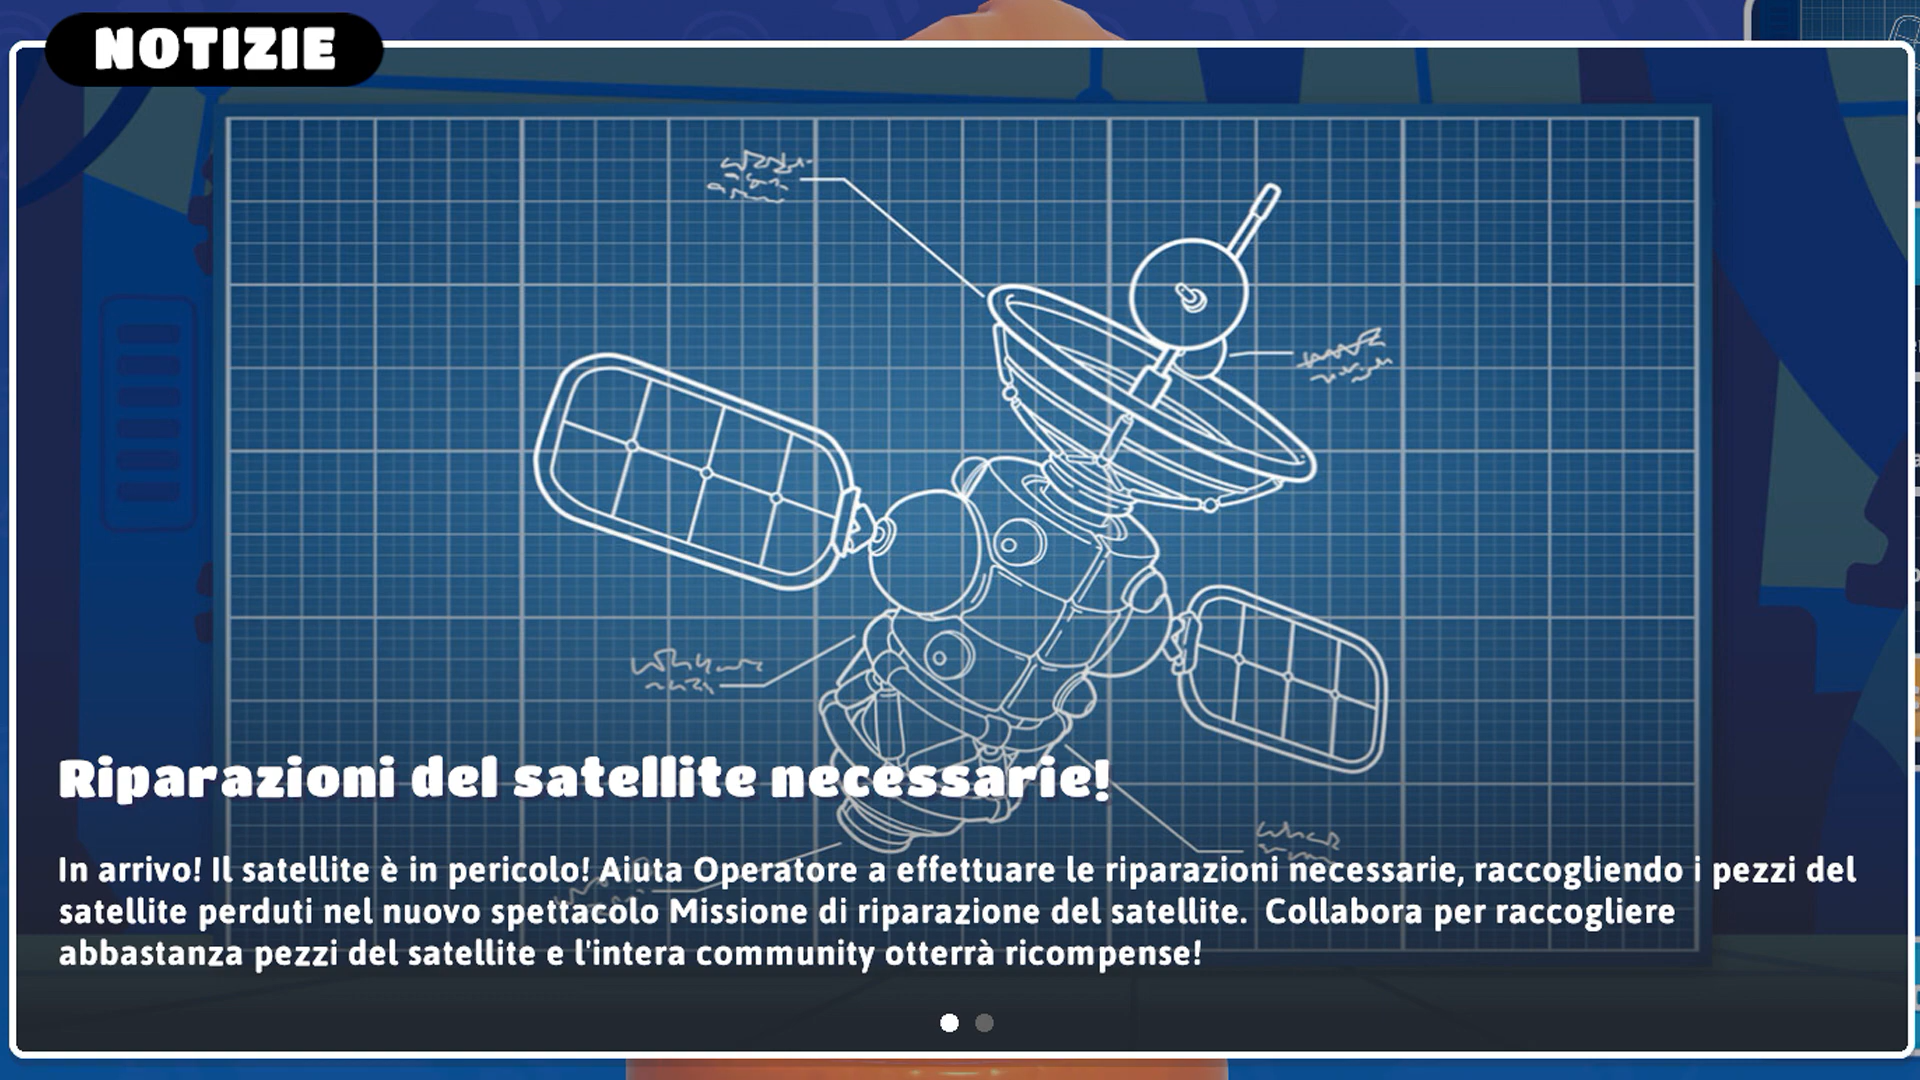 NOTIZIE
Riparazioni del satellite necessarie!
In arrivo! Il satellite è in pericolo! Aiuta Operatore a effettuare le riparazioni necessarie, raccogliendo i pezzi del
satellite perduti nel nuovo spettacolo Missione di riparazione del satellite.  Collabora per raccogliere
abbastanza pezzi del satellite e l'intera community otterrà ricompense!